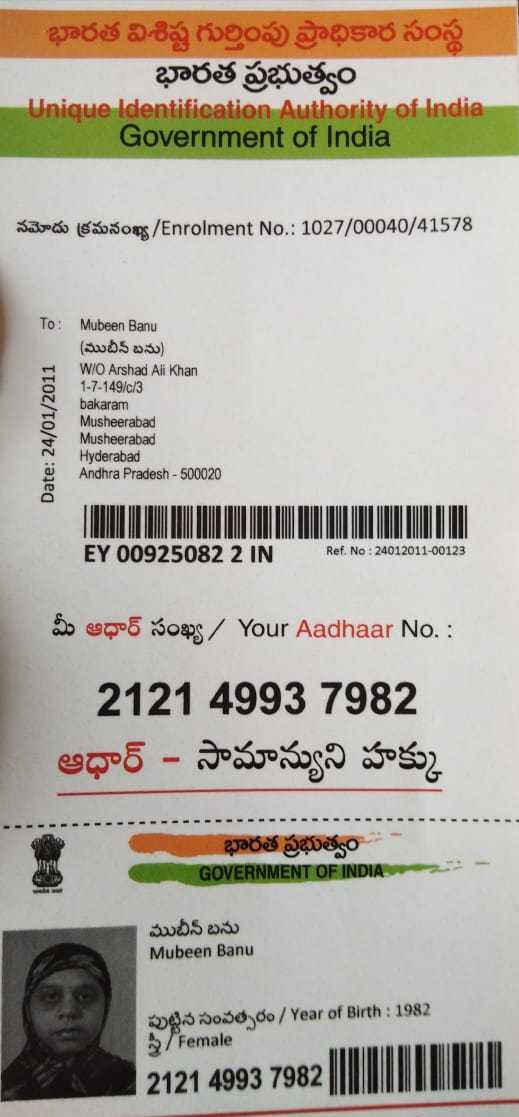 భారత విశిష్ట గుర్తింపు ప్రాధికార సంస్థ
భారత ప్రభుత్వం
Unique Identification Authority of India
Government of India
నమోదు క్రమసంఖ్య/Enrolment No.: 1027/00040/41578
To : Mubeen Banu
(ముబీన్ బను)
W/O Arshad Ali Khan
1-7-149/c/3
bakaram
Musheerabad
Musheerabad
Hyderabad
Andhra Pradesh - 500020
Date: 24/01/2011
EY 00925082 2 IN
Ref. No : 24012011-00123
మీ ఆధార్ సంఖ్య / Your Aadhaar No. :
2121 4993 7982
ఆధార్ – సామాన్యుని హక్కు
భారత ప్రభుత్వం
GOVERNMENT OF INDIA
ముబీన్ బను
Mubeen Banu
పుట్టిన సంవత్సరం / Year of Birth : 1982
స్త్రీ / Female
2121 4993 7982